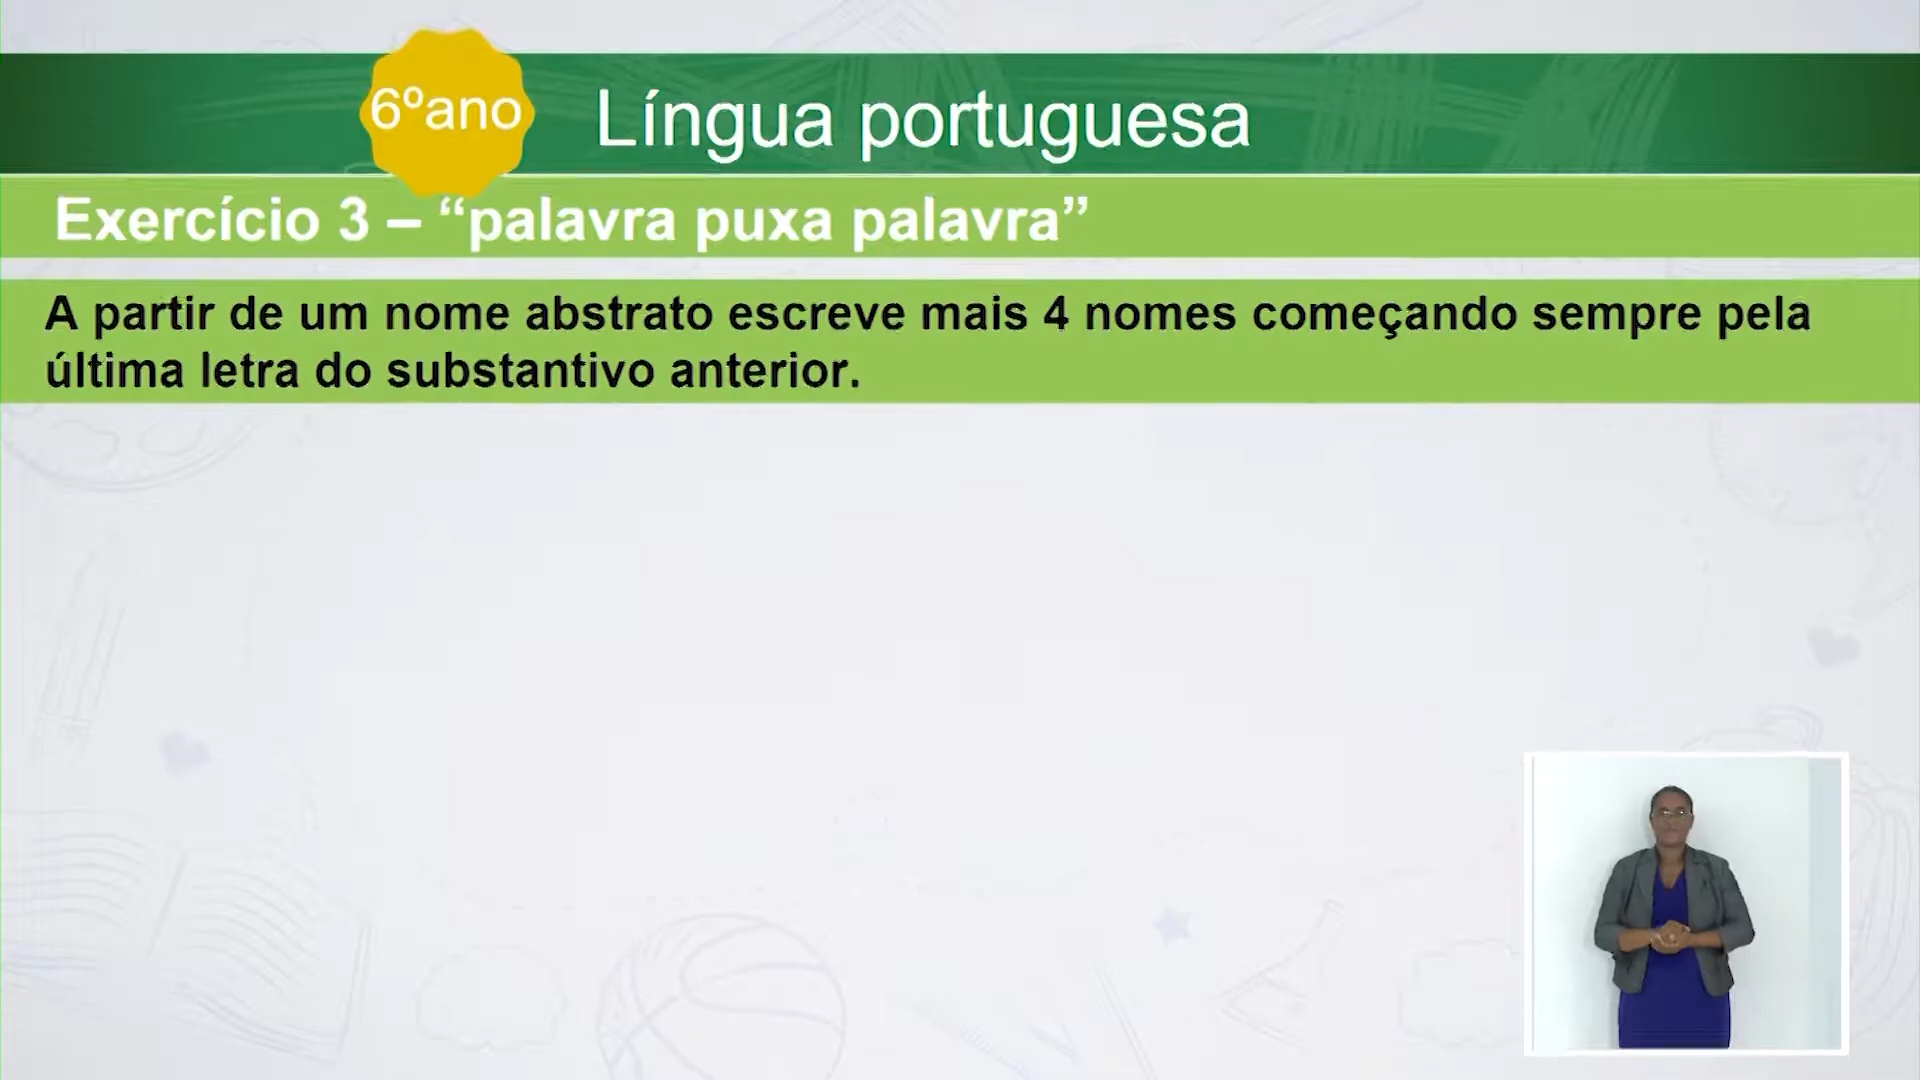 6ºano
Língua portuguesa
Exercício 3 – “palavra puxa palavra”
A partir de um nome abstrato escreve mais 4 nomes começando sempre pela
última letra do substantivo anterior.